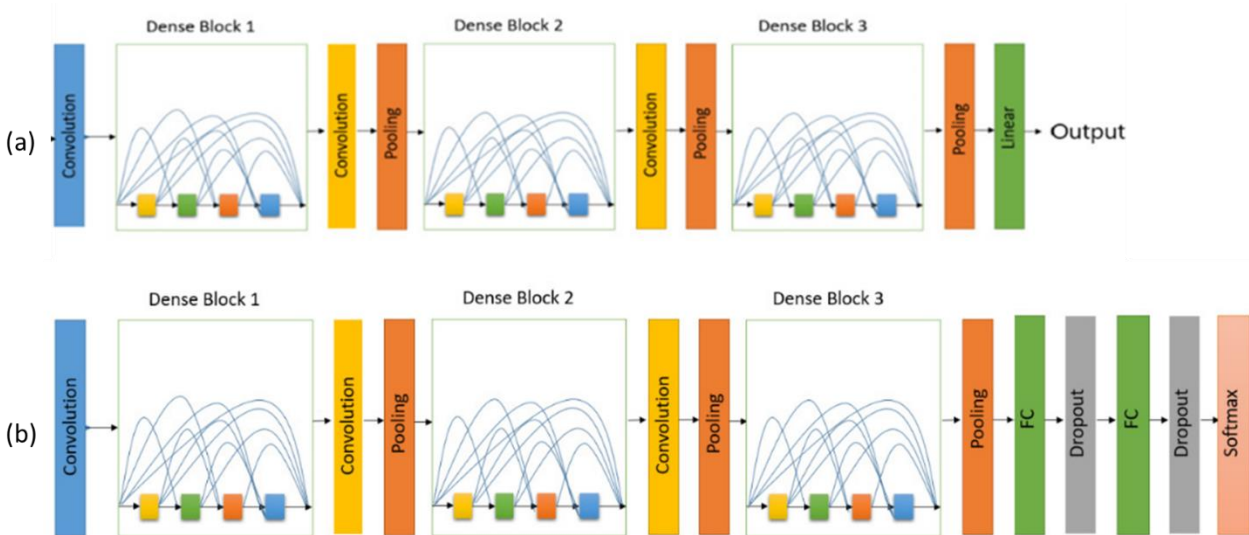 Dense Block 1
Dense Block 2
Dense Block 3
(a)
Convolution
Convolution
Pooling
Convolution
Pooling
Pooling
Linear
Output
Dense Block 1
Dense Block 2
Dense Block 3
(b)
Convolution
Convolution
Pooling
Convolution
Pooling
Pooling
FC
Dropout
FC
Dropout
Softmax